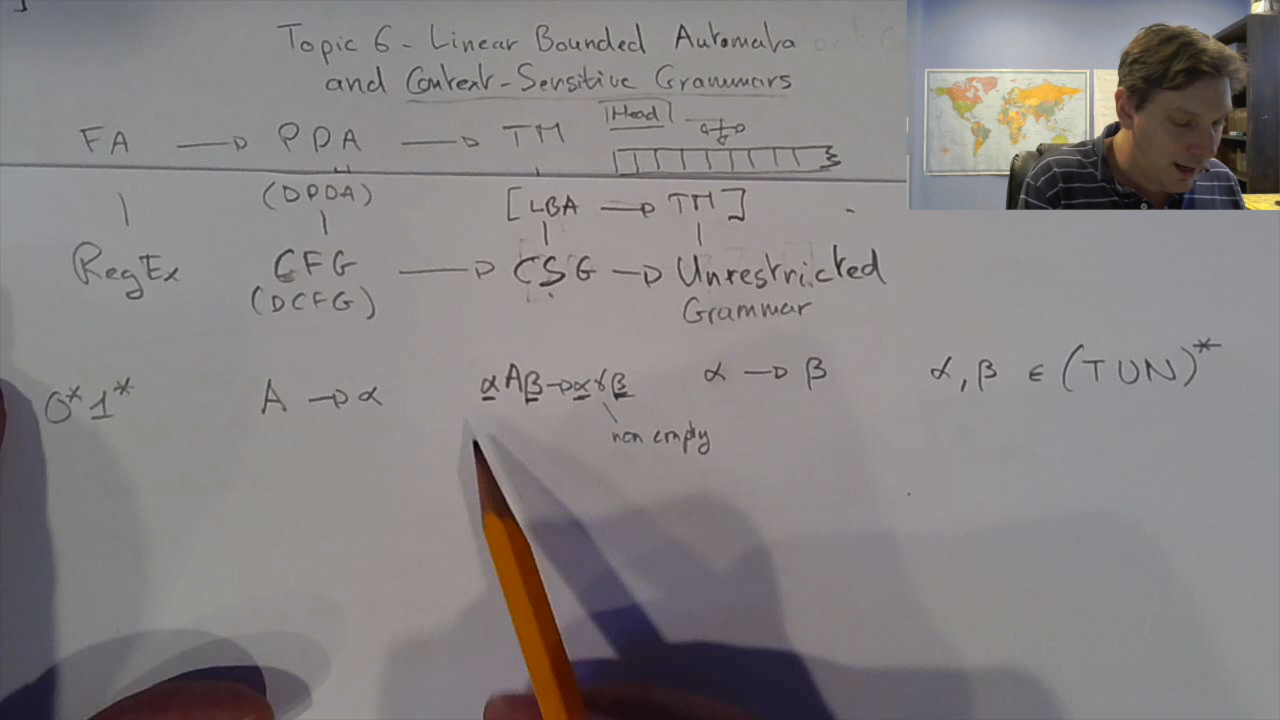 Topic 6 - Linear Bounded Automata
and Context-Sensitive Grammars
FA → PDA → TM Head
(DPDA) [LBA → TM]
RegEx CFG → CSG → Unrestricted
(DCFG) Grammar
0*1* A → α αAβ → αγβ α → β α, β ∈ (T∪N)*
non empty